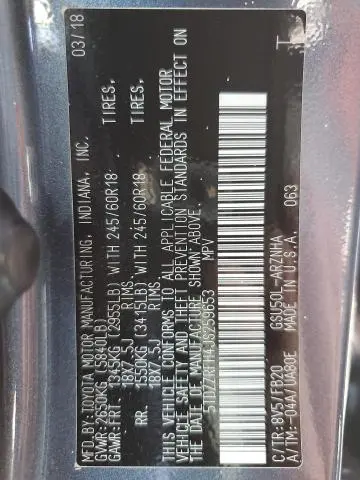 MFD.BY:TOYOTA MOTOR MANUFACTURING, INDIANA, INC. 03/18
GVWR:2650KG (5840LB)
GAWR:FRT. 1345KG (2955LB) WITH 245/60R18 TIRES,
18X7.5J RIMS
RR. 1550KG (3415LB) WITH 245/60R18 TIRES,
18X7.5J RIMS
THIS VEHICLE CONFORMS TO ALL APPLICABLE FEDERAL MOTOR
VEHICLE SAFETY AND THEFT PREVENTION STANDARDS IN EFFECT ON
THE DATE OF MANUFACTURE SHOWN ABOVE.
5TDZZRFH4JS259653 MPV
C/TR:8V5/FB20 GSU50L-ARZNHA 063
A/TM:-04A/UA80E MADE IN U.S.A.